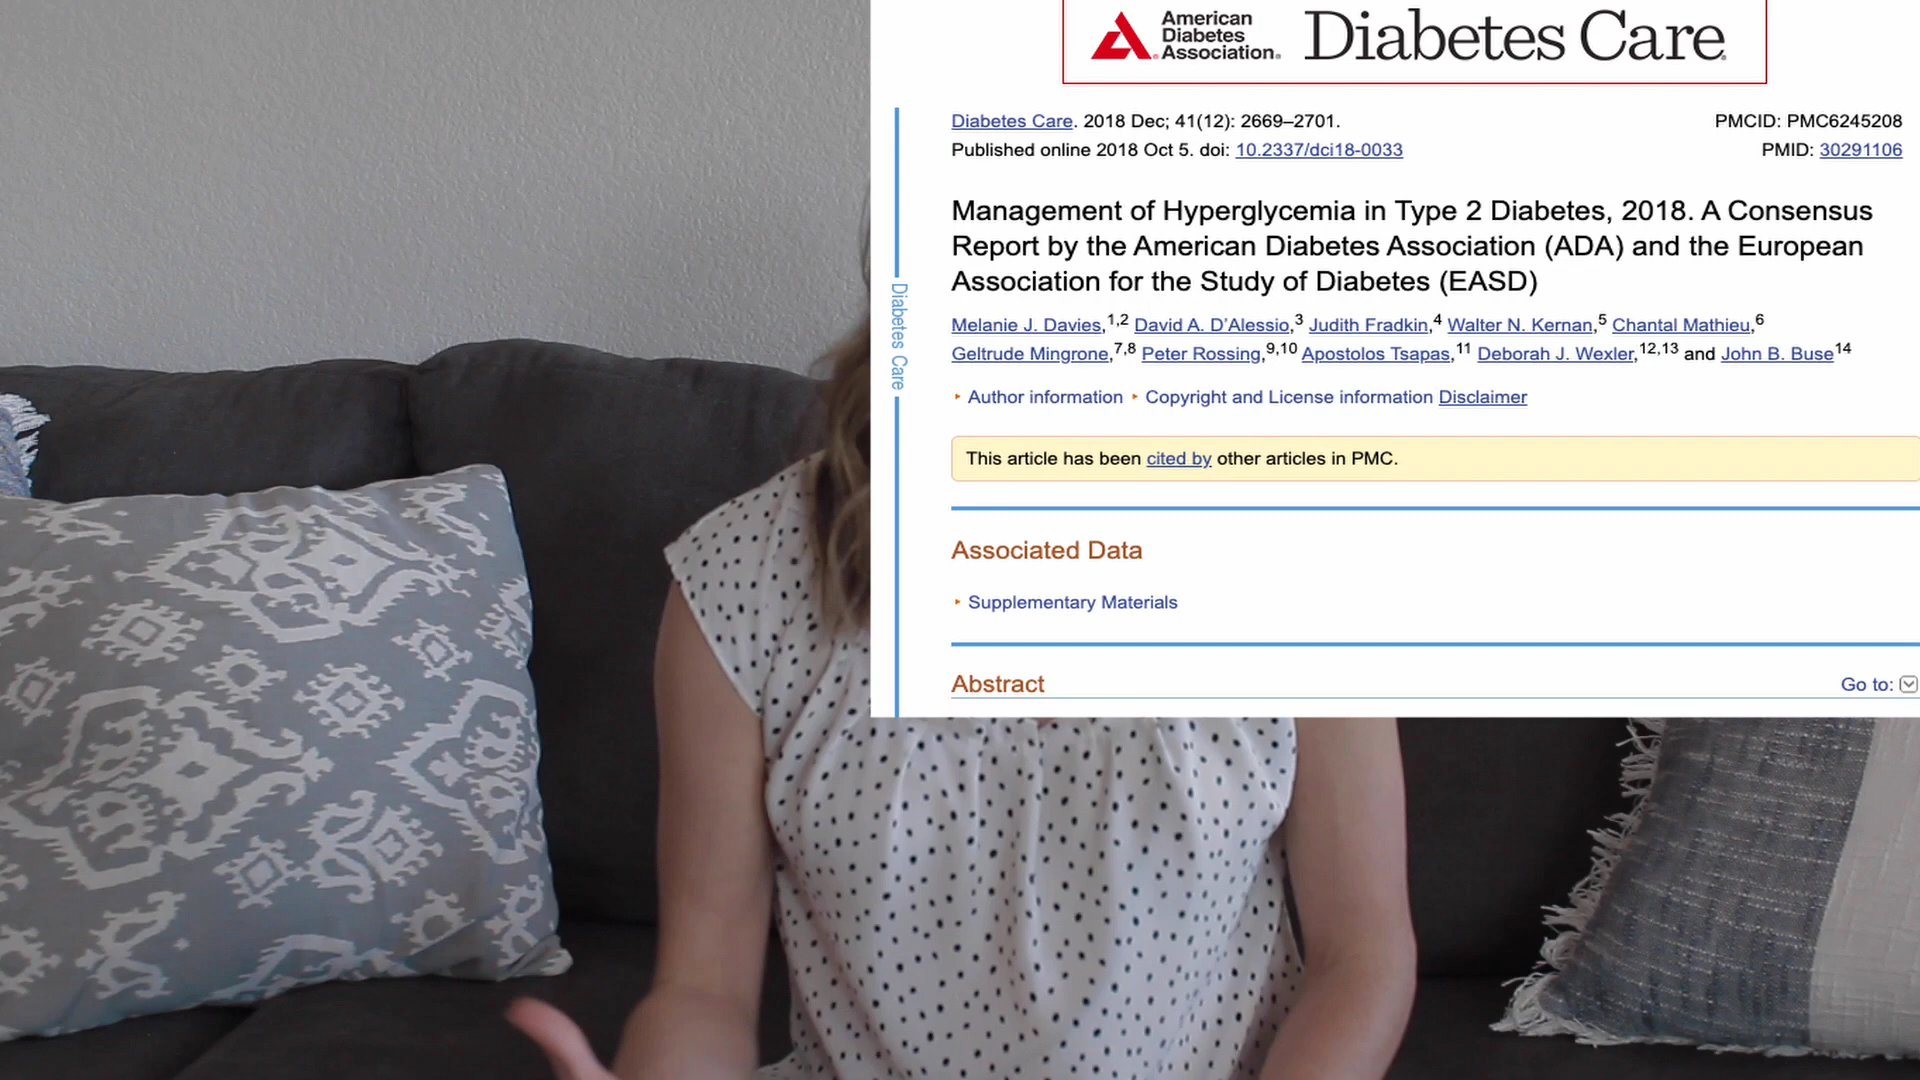 American
Diabetes
Association®
Diabetes Care®
Diabetes Care. 2018 Dec; 41(12): 2669–2701.
PMCID: PMC6245208
Published online 2018 Oct 5. doi: 10.2337/dci18-0033
PMID: 30291106
Management of Hyperglycemia in Type 2 Diabetes, 2018. A Consensus
Report by the American Diabetes Association (ADA) and the European
Association for the Study of Diabetes (EASD)
Melanie J. Davies,1,2 David A. D’Alessio,3 Judith Fradkin,4 Walter N. Kernan,5 Chantal Mathieu,6
Geltrude Mingrone,7,8 Peter Rossing,9,10 Apostolos Tsapas,11 Deborah J. Wexler,12,13 and John B. Buse14
Diabetes Care
▸ Author information ▸ Copyright and License information Disclaimer
This article has been cited by other articles in PMC.
Associated Data
▸ Supplementary Materials
Abstract
Go to: